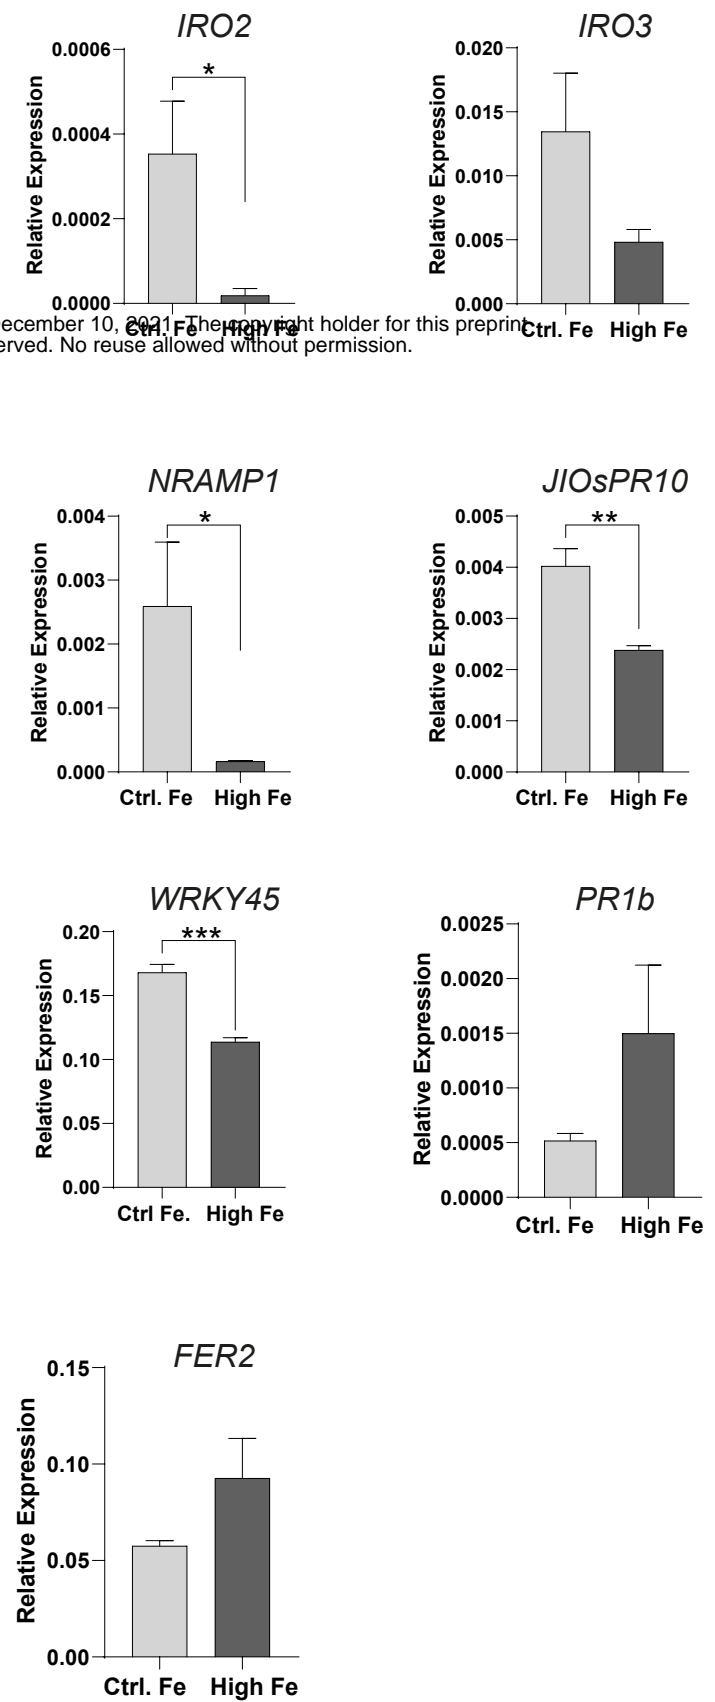 IRO2
IRO3
Relative Expression
0.0006
0.0004
0.0002
0.0000
*
Ctrl. Fe High Fe
Relative Expression
0.020
0.015
0.010
0.005
0.000
Ctrl. Fe High Fe
ecember 10, 2021. The copyright holder for this preprint
erved. No reuse allowed without permission.
NRAMP1
Relative Expression
0.004
0.003
0.002
0.001
0.000
*
Ctrl. Fe High Fe
JIOsPR10
Relative Expression
0.005
0.004
0.003
0.002
0.001
0.000
**
Ctrl. Fe High Fe
WRKY45
Relative Expression
0.20
0.15
0.10
0.05
0.00
***
Ctrl Fe. High Fe
PR1b
Relative Expression
0.0025
0.0020
0.0015
0.0010
0.0005
0.0000
Ctrl. Fe High Fe
FER2
Relative Expression
0.15
0.10
0.05
0.00
Ctrl. Fe High Fe